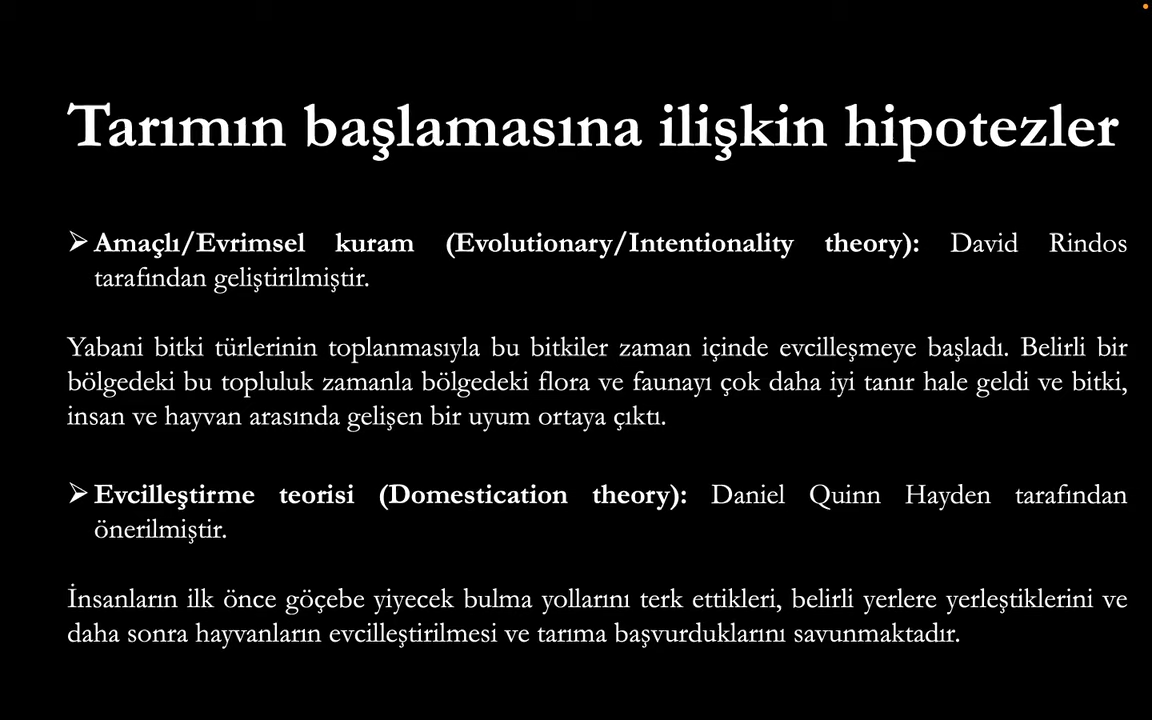 Tarımın başlamasına ilişkin hipotezler
➢ Amaçlı/Evrimsel kuram (Evolutionary/Intentionality theory): David Rindos
tarafından geliştirilmiştir.
Yabani bitki türlerinin toplanmasıyla bu bitkiler zaman içinde evcilleşmeye başladı. Belirli bir
bölgedeki bu topluluk zamanla bölgedeki flora ve faunayı çok daha iyi tanır hale geldi ve bitki,
insan ve hayvan arasında gelişen bir uyum ortaya çıktı.
➢ Evcilleştirme teorisi (Domestication theory): Daniel Quinn Hayden tarafından
önerilmiştir.
İnsanların ilk önce göçebe yiyecek bulma yollarını terk ettikleri, belirli yerlere yerleştiklerini ve
daha sonra hayvanların evcilleştirilmesi ve tarıma başvurduklarını savunmaktadır.